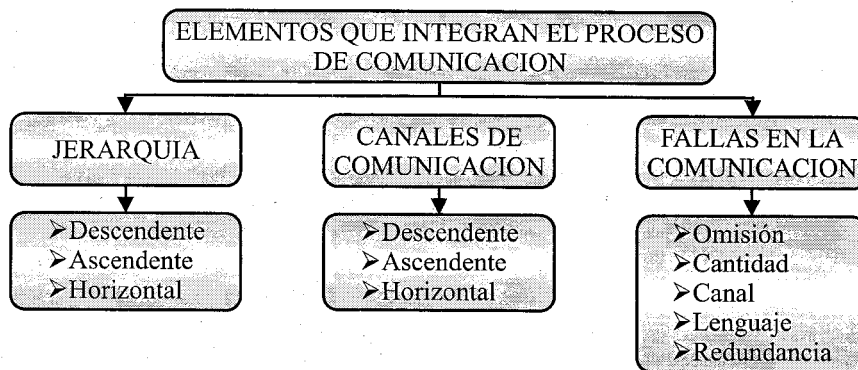 ELEMENTOS QUE INTEGRAN EL PROCESO
DE COMUNICACION
JERARQUIA
CANALES DE
COMUNICACION
FALLAS EN LA
COMUNICACION
➢Descendente
➢Ascendente
➢Horizontal
➢Descendente
➢Ascendente
➢Horizontal
➢Omisión
➢Cantidad
➢Canal
➢Lenguaje
➢Redundancia